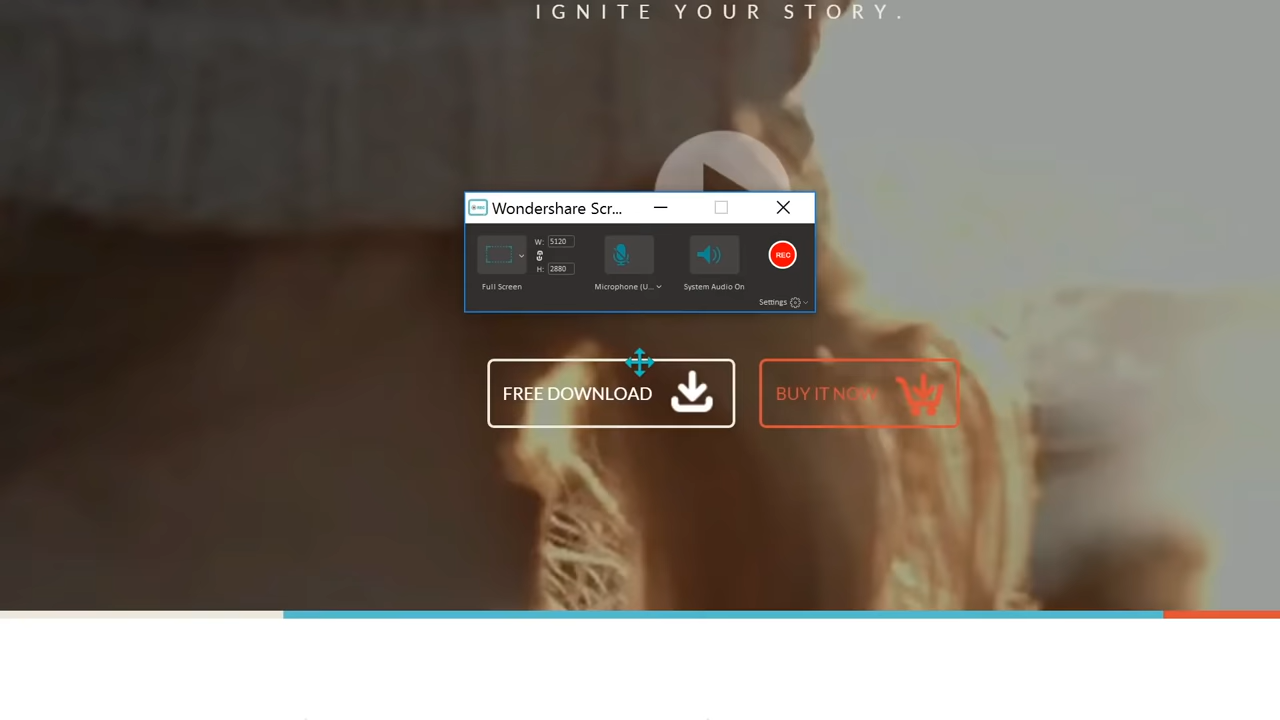 IGNITE YOUR STORY.
Wondershare Scr...
W: 5120
REC
H: 2880
Full Screen
Microphone (U...
System Audio On
Settings
FREE DOWNLOAD
BUY IT NOW